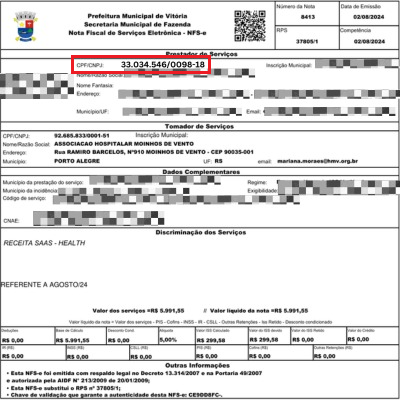 Prefeitura Municipal de Vitória
Secretaria Municipal de Fazenda
Nota Fiscal de Serviços Eletrônica - NFS-e
Número da Nota
8413
Data de Emissão
02/08/2024
RPS
37805/1
Competência
02/08/2024
Prestador de Serviços
CPF/CNPJ: 33.034.546/0098-18
Inscrição Municipal:
Nome/Razão Social:
Nome Fantasia:
Endereço:
Município/UF:
Email:
Tomador de Serviços
CPF/CNPJ: 92.685.833/0001-51 Inscrição Municipal:
Nome/Razão Social: ASSOCIACAO HOSPITALAR MOINHOS DE VENTO
Endereço: Rua RAMIRO BARCELOS, Nº910 MOINHOS DE VENTO - CEP 90035-001
Município: PORTO ALEGRE UF: RS email: mariana.moraes@hmv.org.br
Dados Complementares
Município da prestação do serviço
Regime:
Município da incidência
Exigibilidade:
Código de serviço:
CNAE:
Discriminação dos Serviços
RECEITA SAAS - HEALTH
REFERENTE A AGOSTO/24
Valor dos serviços =R$ 5.991,55 // Valor líquido da nota =R$ 5.991,55
Valor líquido da nota = Valor dos serviços - PIS - Cofins - INSS - IR - CSLL - Outras Retenções - Iss Retido - Desconto condicionado
Deduções
R$ 0,00
Base de Cálculo
R$ 5.991,55
Desconto Cond.
R$ 0,00
Alíquota
5,00%
Valor ISS Calculado
R$ 299,58
Valor do ISS devido
R$ 299,58
Valor do ISS Retido
R$ 0,00
Valor do Crédito
R$ 0,00
IR (R$)
R$ 0,00
INSS (R$)
R$ 0,00
CSLL (R$)
R$ 0,00
PIS (R$)
R$ 0,00
Cofins (R$)
R$ 0,00
Outras Retenções (R$)
R$ 0,00
Outras Informações
• Esta NFS-e foi emitida com respaldo legal no Decreto 13.314/2007 e na Portaria 49/2007
e autorizada pela AIDF N° 213/2009 de 20/01/2009;
• Esta NFS-e substitui o RPS n° 37805/1;
• Chave de validação que garante a autenticidade desta NFS-e: CE9DD8FC-.